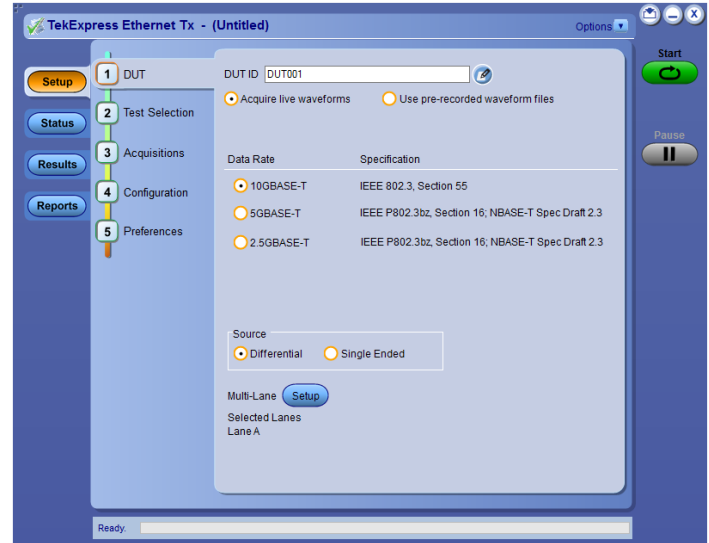 TekExpress Ethernet Tx - (Untitled)
Options
Start
Pause
Setup
Status
Results
Reports
1 DUT
2 Test Selection
3 Acquisitions
4 Configuration
5 Preferences
DUT ID DUT001
Acquire live waveforms Use pre-recorded waveform files
Data Rate Specification
10GBASE-T IEEE 802.3, Section 55
5GBASE-T IEEE P802.3bz, Section 16; NBASE-T Spec Draft 2.3
2.5GBASE-T IEEE P802.3bz, Section 16; NBASE-T Spec Draft 2.3
Source
Differential Single Ended
Multi-Lane Setup
Selected Lanes
Lane A
Ready.